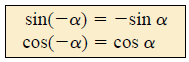 sin(−α) = −sin α
cos(−α) = cos α